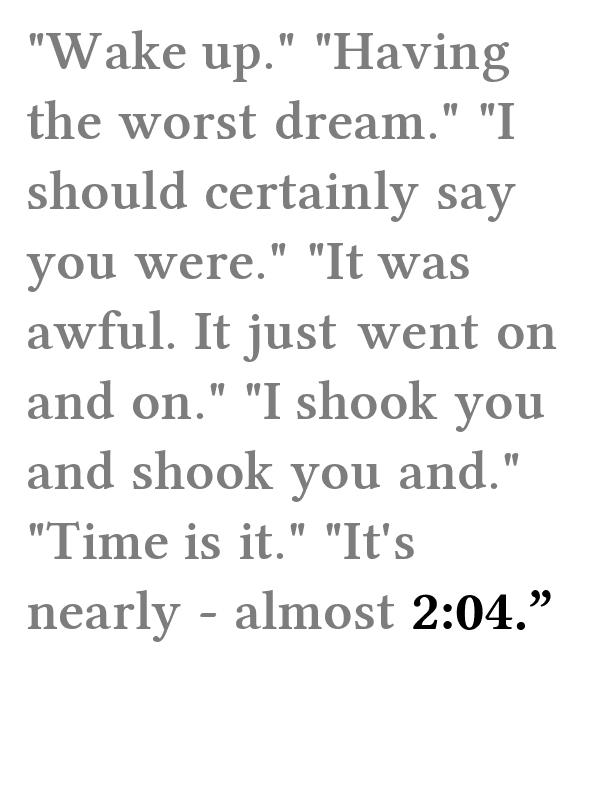 "Wake up." "Having
the worst dream." "I
should certainly say
you were." "It was
awful. It just went on
and on." "I shook you
and shook you and."
"Time is it." "It's
nearly - almost 2:04.”